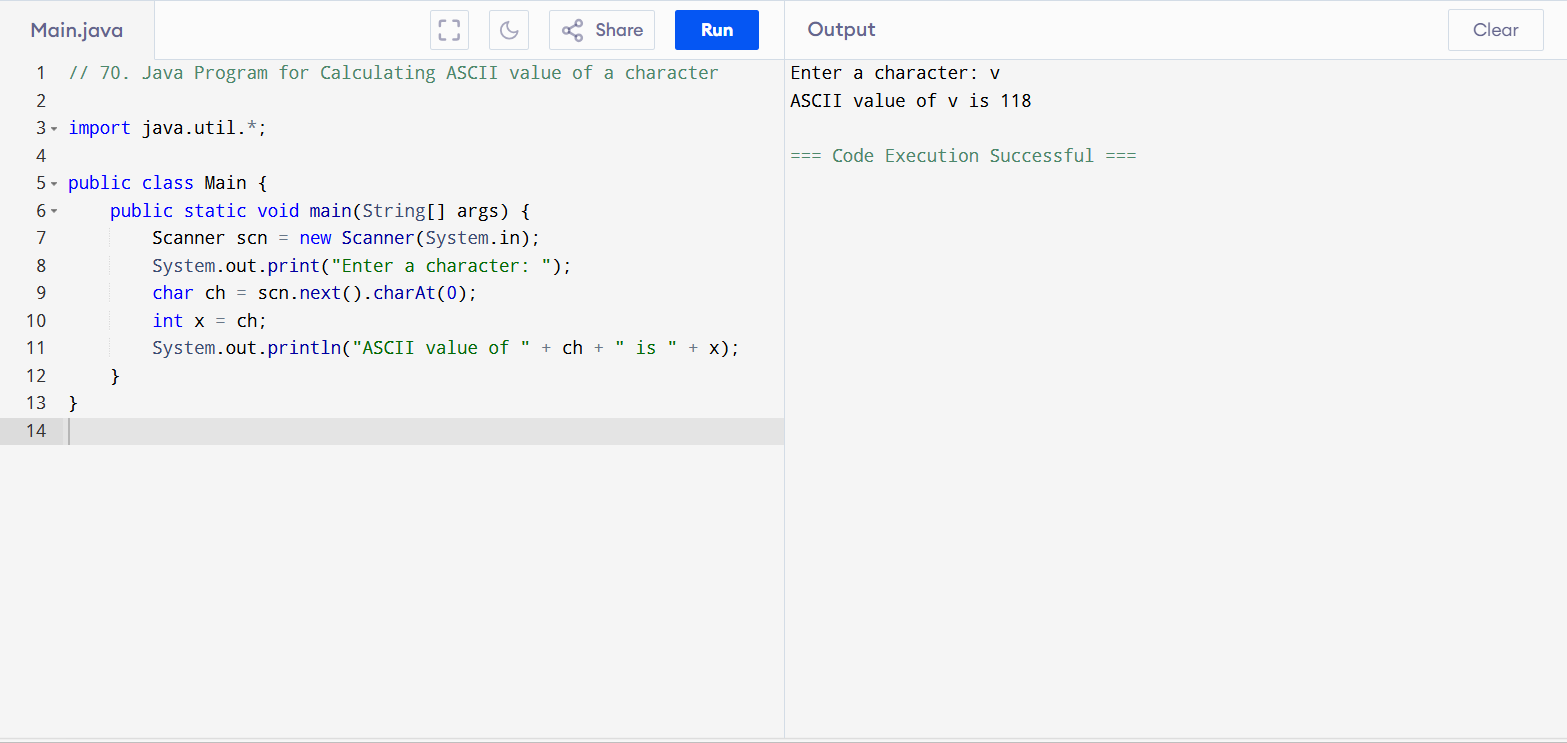 Main.java
Share
Run
Output
Clear
1 // 70. Java Program for Calculating ASCII value of a character
2
3 import java.util.*;
4
5 public class Main {
6     public static void main(String[] args) {
7         Scanner scn = new Scanner(System.in);
8         System.out.print("Enter a character: ");
9         char ch = scn.next().charAt(0);
10         int x = ch;
11         System.out.println("ASCII value of " + ch + " is " + x);
12     }
13 }
14
Enter a character: v
ASCII value of v is 118
=== Code Execution Successful ===